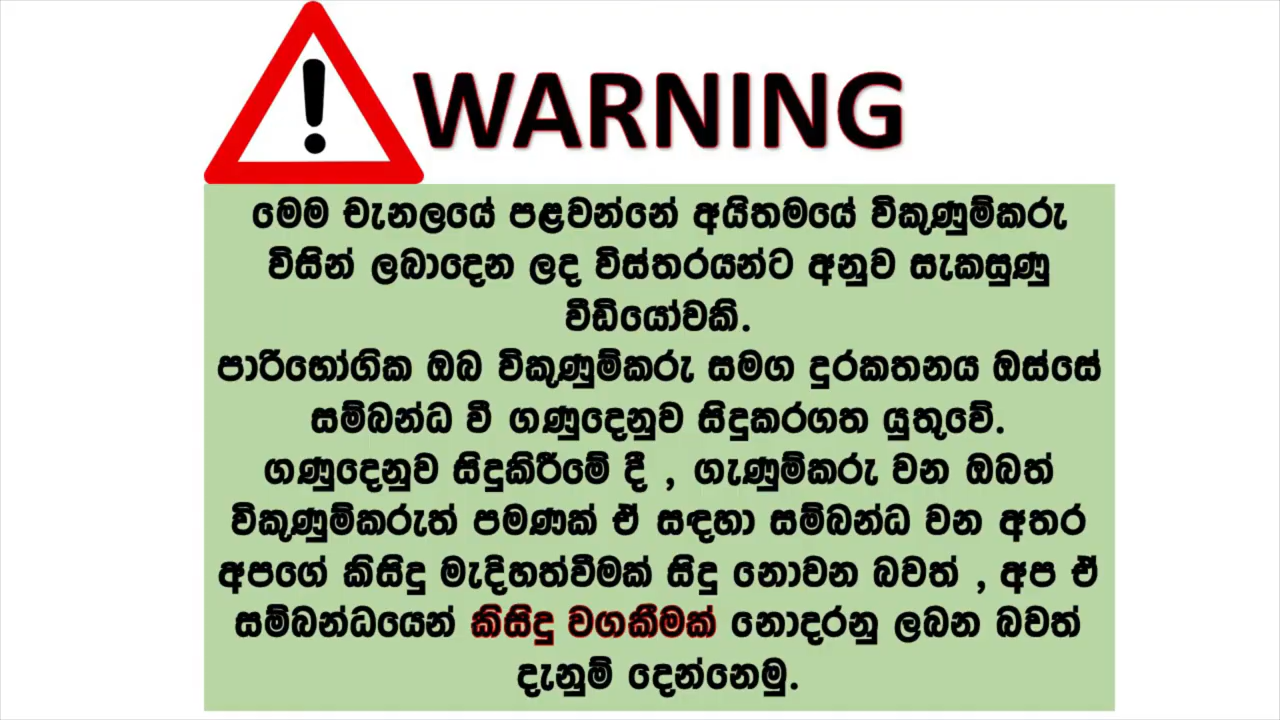 WARNING
මෙම චැනලයේ පළවන්නේ අයිතමයේ විකුණුම්කරු
විසින් ලබාදෙන ලද විස්තරයන්ට අනුව සැකසුණු
වීඩියෝවකි.
පාරිභෝගික ඔබ විකුණුම්කරු සමග දුරකතනය ඔස්සේ
සම්බන්ධ වී ගණුදෙනුව සිදුකරගත යුතුවේ.
ගණුදෙනුව සිදුකිරීමේ දී , ගැණුම්කරු වන ඔබත්
විකුණුම්කරුත් පමණක් ඒ සඳහා සම්බන්ධ වන අතර
අපගේ කිසිදු මැදිහත්වීමක් සිදු නොවන බවත් , අප ඒ
සම්බන්ධයෙන් කිසිදු වගකීමක් නොදරනු ලබන බවත්
දැනුම් දෙන්නෙමු.